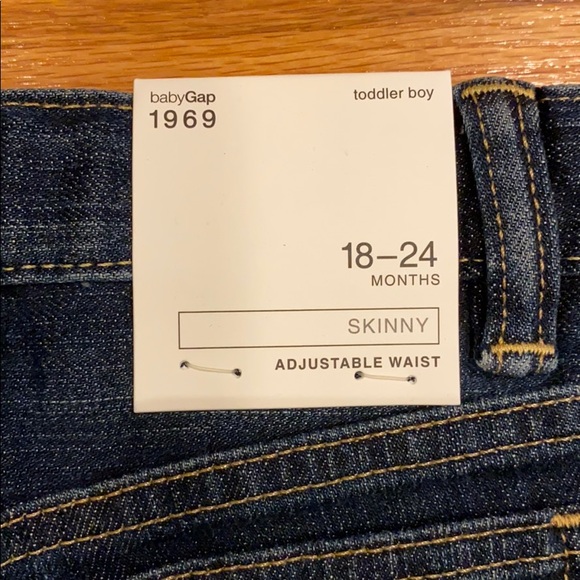 babyGap toddler boy
1969
18–24
MONTHS
SKINNY
ADJUSTABLE WAIST